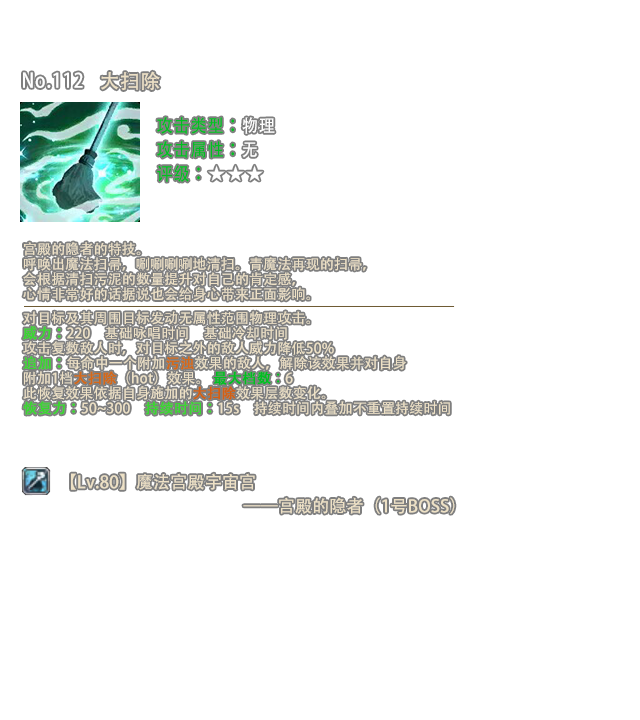 No.112 大扫除
攻击类型：物理
攻击属性：无
评级：☆☆☆
宫殿的隐者的特技。
呼唤出魔法扫帚，唰唰唰唰地清扫。青魔法再现的扫帚，
会根据清扫污泥的数量提升对自己的肯定感，
心情非常好的话据说也会给身心带来正面影响。
对目标及其周围目标发动无属性范围物理攻击。
威力：220 基础咏唱时间 基础冷却时间
攻击复数敌人时，对目标之外的敌人威力降低50%
追加：每命中一个附加污泥效果的敌人，解除该效果并对自身
附加1档大扫除（hot）效果。最大档数：6
此恢复效果依据自身施加的大扫除效果层数变化。
恢复力：50~300 持续时间：15s 持续时间内叠加不重置持续时间
【Lv.80】魔法宫殿宇宙宫
——宫殿的隐者（1号BOSS）